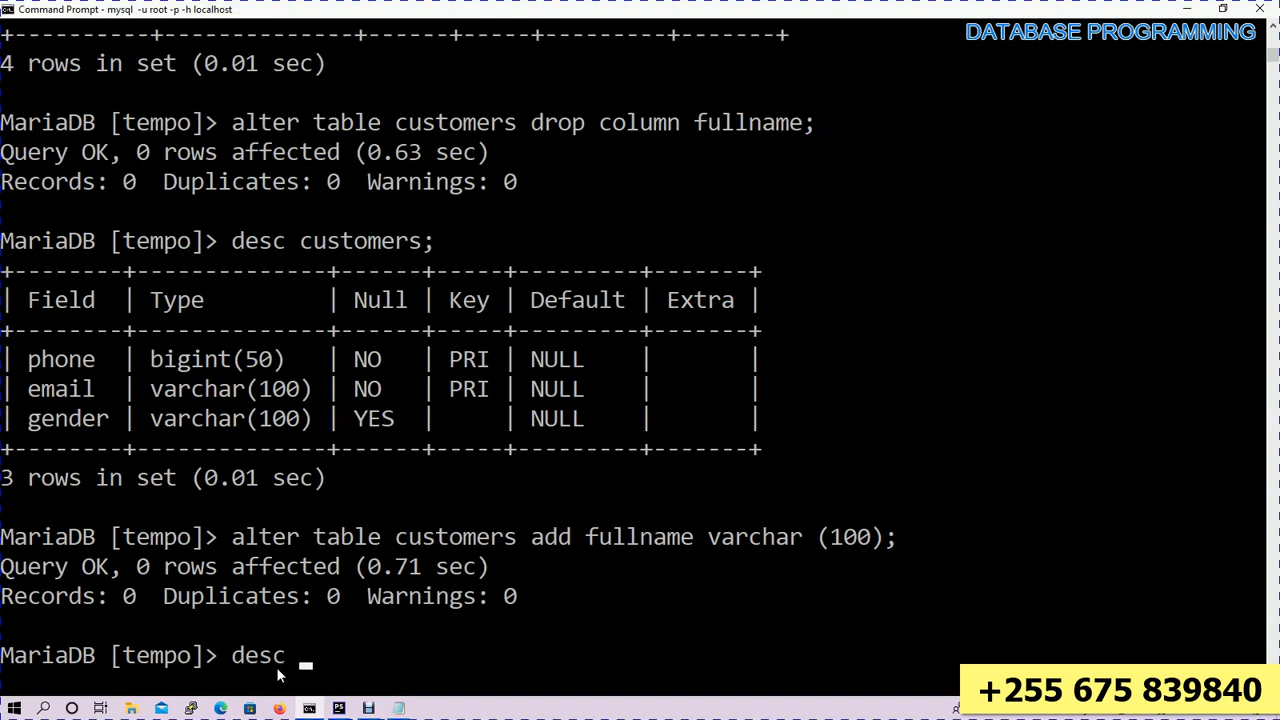 Command Prompt - mysql -u root -p -h localhost
DATABASE PROGRAMMING
+-----------+--------------+------+-----+---------+-------+
4 rows in set (0.01 sec)
MariaDB [tempo]> alter table customers drop column fullname;
Query OK, 0 rows affected (0.63 sec)
Records: 0  Duplicates: 0  Warnings: 0
MariaDB [tempo]> desc customers;
+--------+--------------+------+-----+---------+-------+
| Field  | Type         | Null | Key | Default | Extra |
+--------+--------------+------+-----+---------+-------+
| phone  | bigint(50)   | NO   | PRI | NULL    |       |
| email  | varchar(100) | NO   | PRI | NULL    |       |
| gender | varchar(100) | YES  |     | NULL    |       |
+--------+--------------+------+-----+---------+-------+
3 rows in set (0.01 sec)
MariaDB [tempo]> alter table customers add fullname varchar (100);
Query OK, 0 rows affected (0.71 sec)
Records: 0  Duplicates: 0  Warnings: 0
MariaDB [tempo]> desc _
+255 675 839840